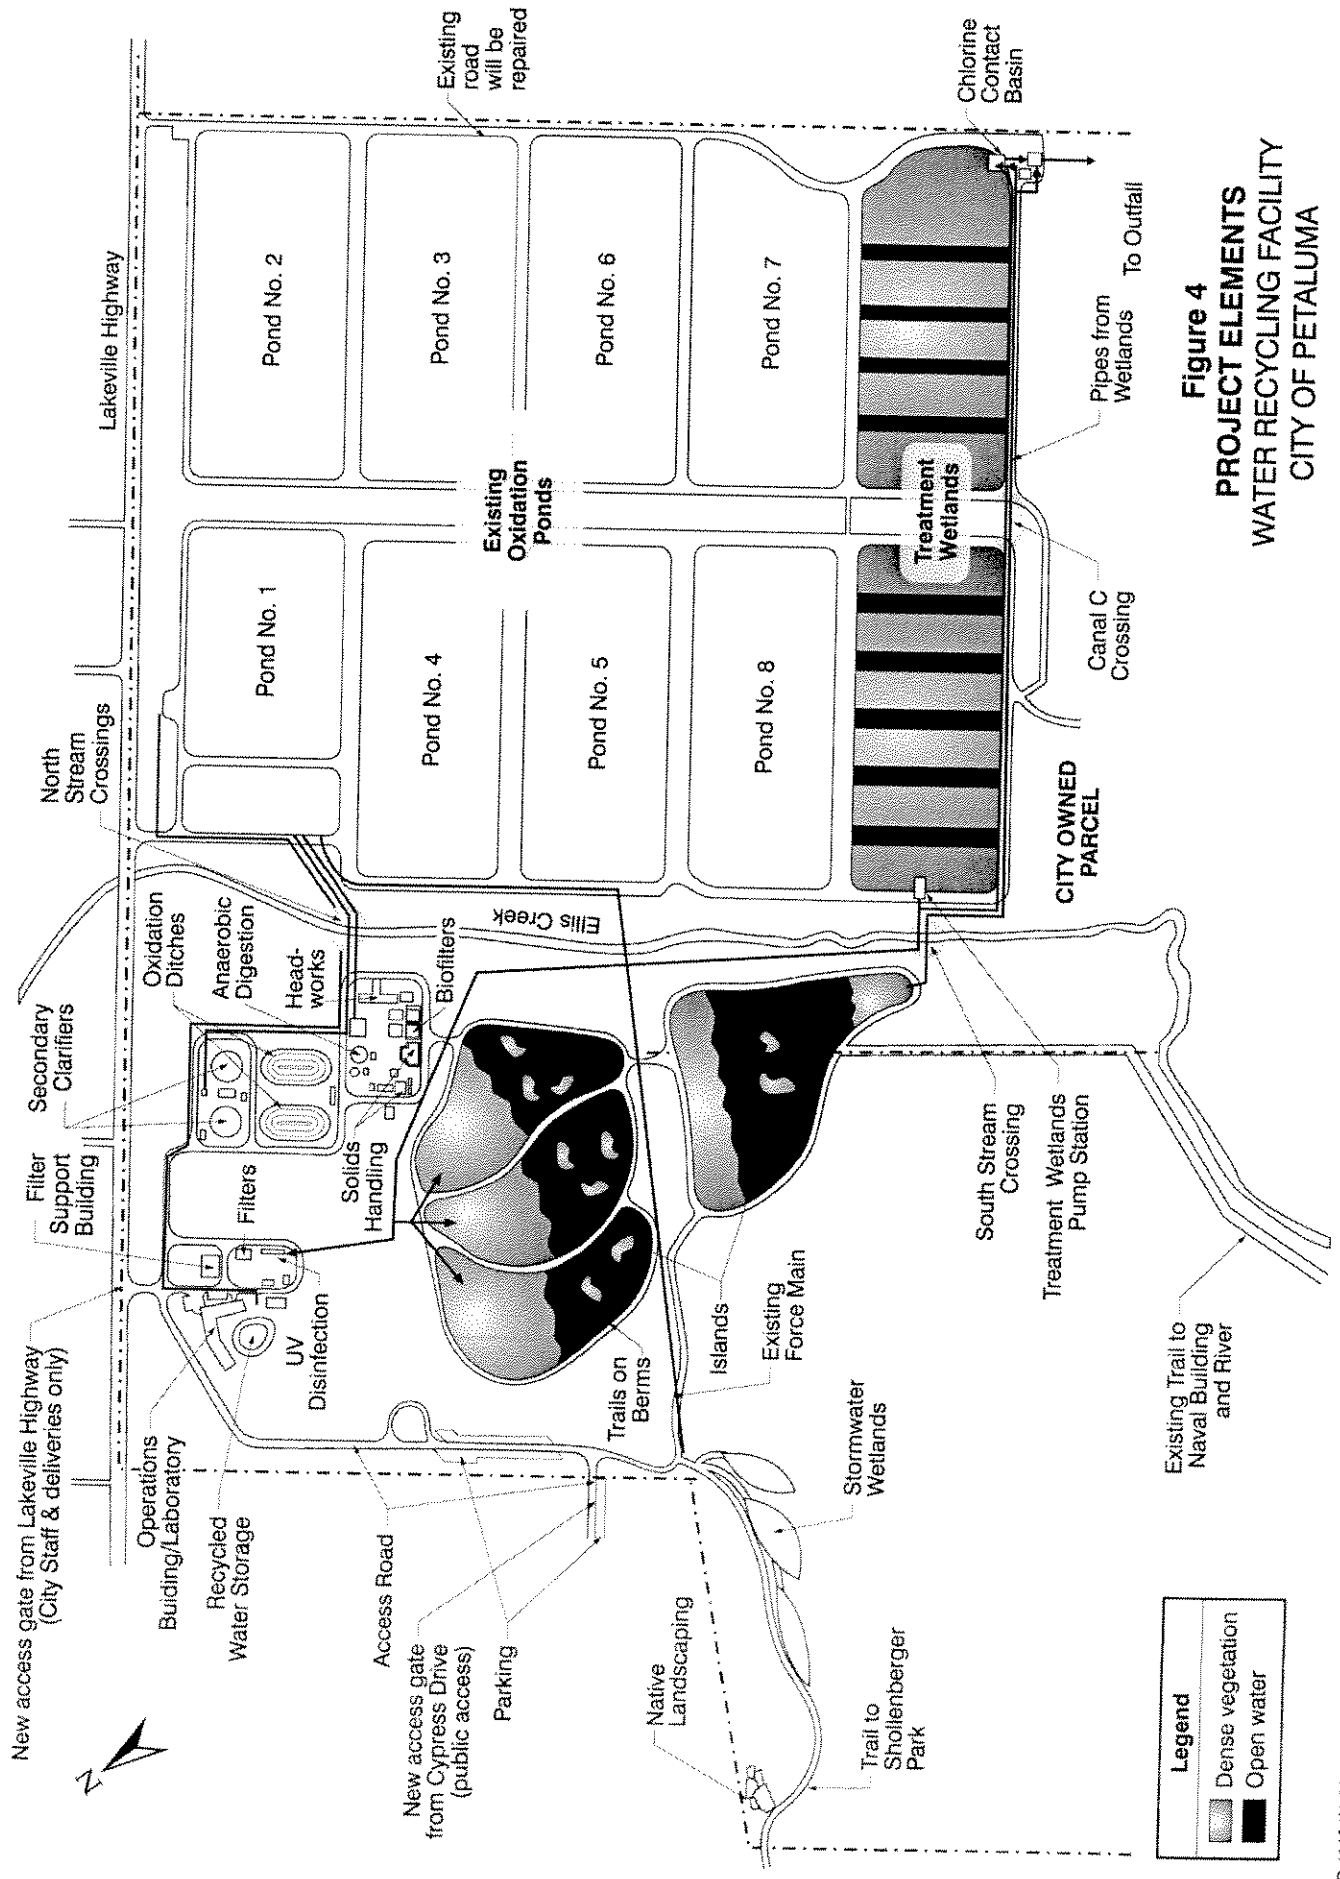 New access gate from Lakeville Highway
(City Staff & deliveries only)
Filter
Support
Building
Secondary
Clarifiers
Oxidation
Ditches
Anaerobic
Digestion
Head-
works
North
Stream
Crossings
Lakeville Highway
N
Operations
Buiding/Laboratory
Recycled
Water Storage
UV
Disinfection
Filters
Solids
Handling
Biofilters
Ellis Creek
Pond No. 1
Pond No. 2
Pond No. 3
Pond No. 4
Existing
Oxidation
Ponds
Pond No. 5
Pond No. 6
Pond No. 7
Pond No. 8
Existing
road
will be
repaired
Access Road
New access gate
from Cypress Drive
(public access)
Parking
Trails on
Berms
Islands
Existing
Force Main
Stormwater
Wetlands
Native
Landscaping
Trail to
Shollenberger
Park
Treatment
Wetlands
Chlorine
Contact
Basin
South Stream
Crossing
Treatment Wetlands
Pump Station
CITY OWNED
PARCEL
Canal C
Crossing
Pipes from
Wetlands
To Outfall
Existing Trail to
Naval Building
and River
Legend
Dense vegetation
Open water
Figure 4
PROJECT ELEMENTS
WATER RECYCLING FACILITY
CITY OF PETALUMA